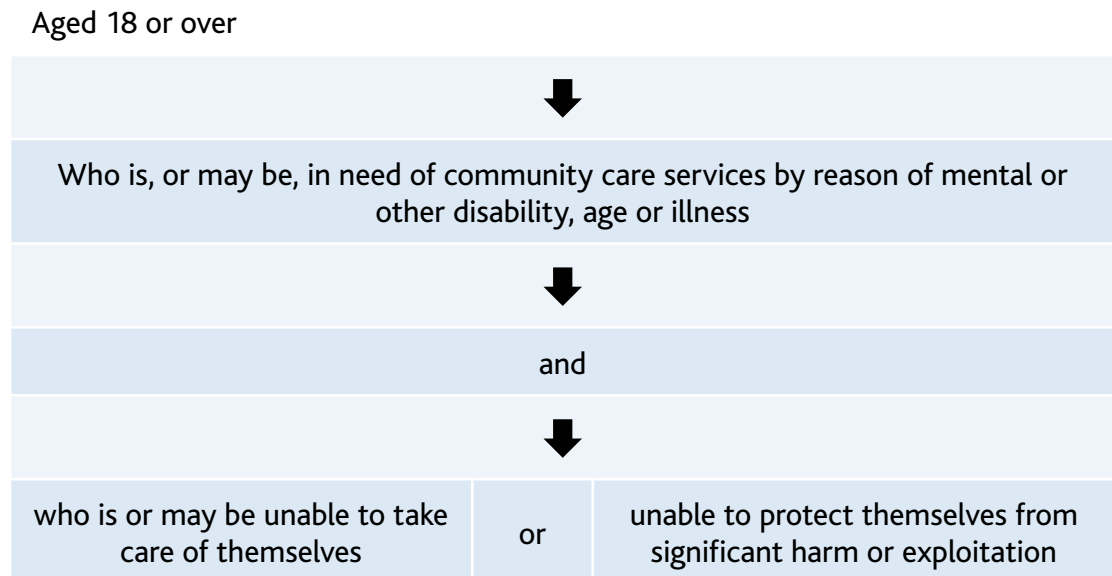 Aged 18 or over
Who is, or may be, in need of community care services by reason of mental or
other disability, age or illness
and
who is or may be unable to take
care of themselves
or
unable to protect themselves from
significant harm or exploitation